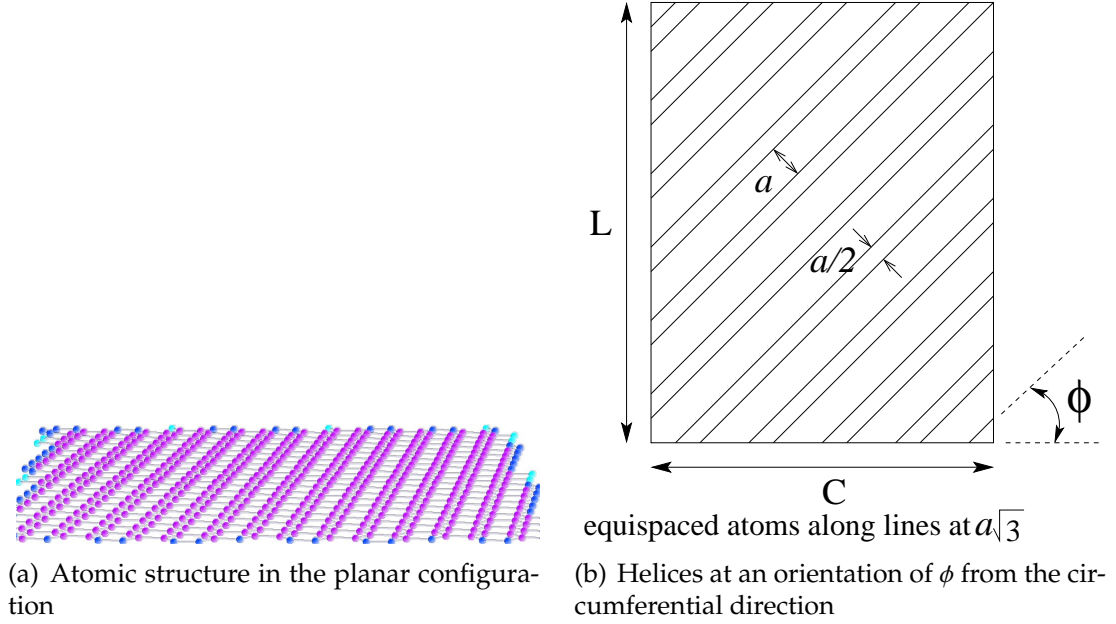 L
a
a/2
ϕ
C
equispaced atoms along lines at a√3
(a) Atomic structure in the planar configura-
tion
(b) Helices at an orientation of ϕ from the cir-
cumferential direction